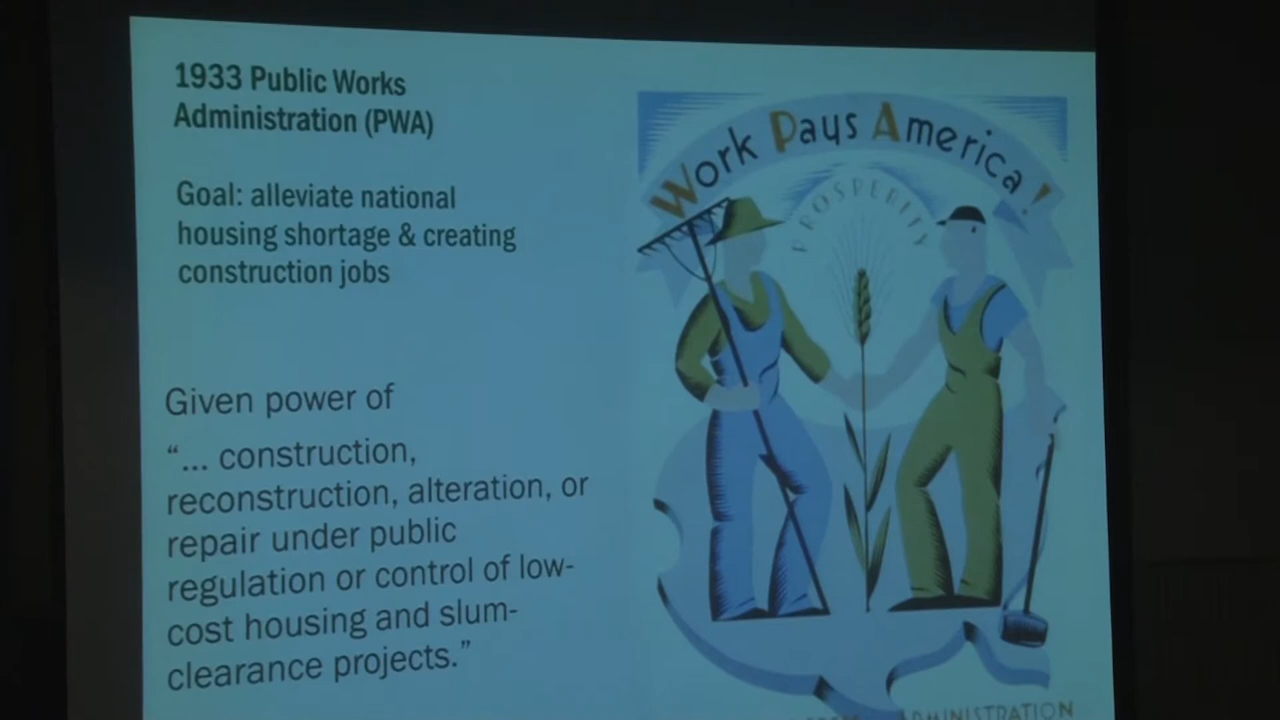 1933 Public Works
Administration (PWA)
Goal: alleviate national
housing shortage & creating
construction jobs
Given power of
“... construction,
reconstruction, alteration, or
repair under public
regulation or control of low-
cost housing and slum-
clearance projects.”
Work Pays America!
PROSPERITY
ADMINISTRATION